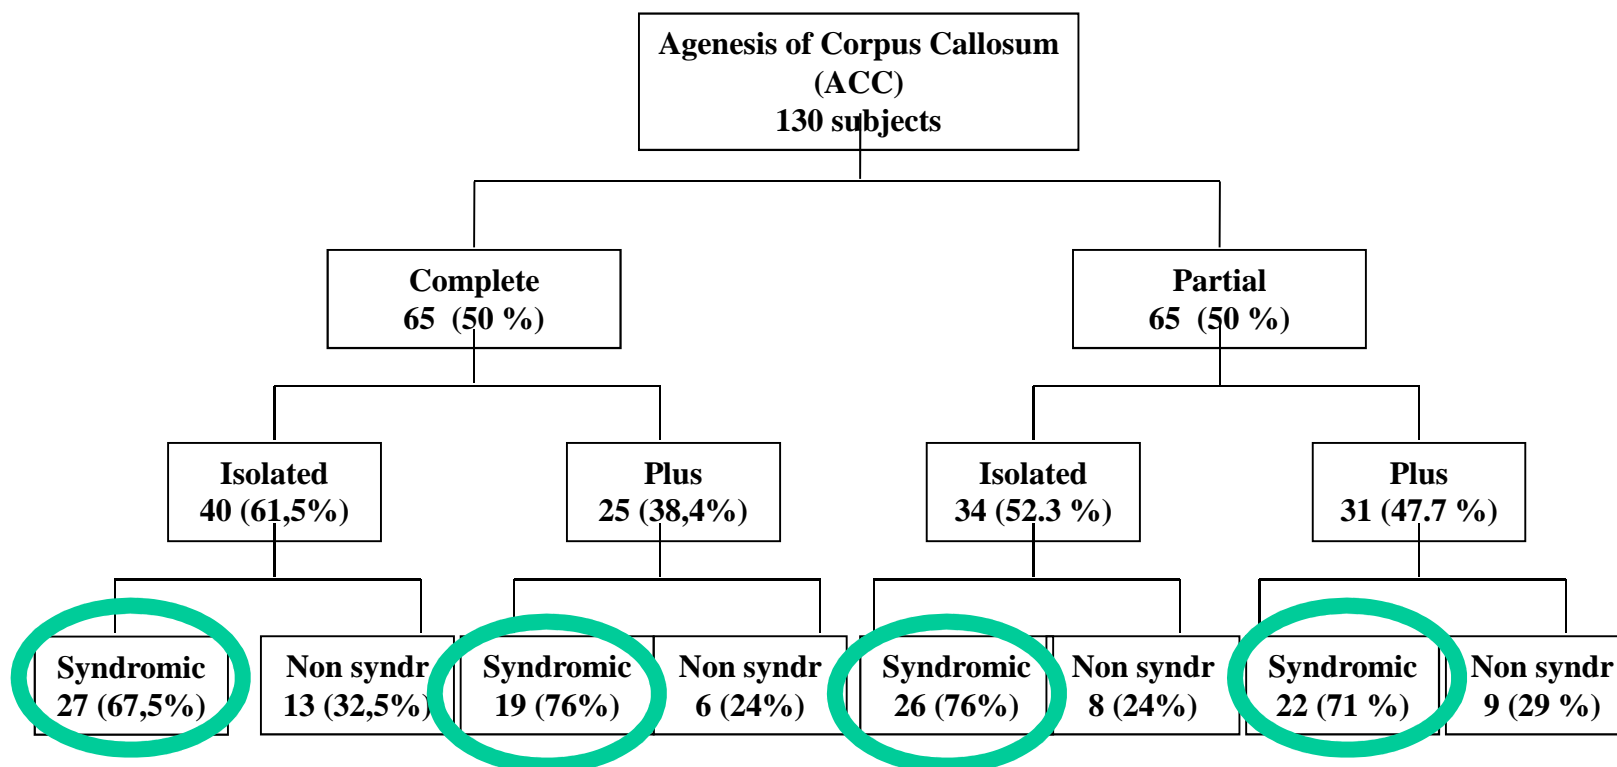 Agenesis of Corpus Callosum
(ACC)
130 subjects
Complete
65 (50 %)
Partial
65 (50 %)
Isolated
40 (61,5%)
Plus
25 (38,4%)
Isolated
34 (52.3 %)
Plus
31 (47.7 %)
Syndromic
27 (67,5%)
Non syndr
13 (32,5%)
Syndromic
19 (76%)
Non syndr
6 (24%)
Syndromic
26 (76%)
Non syndr
8 (24%)
Syndromic
22 (71 %)
Non syndr
9 (29 %)